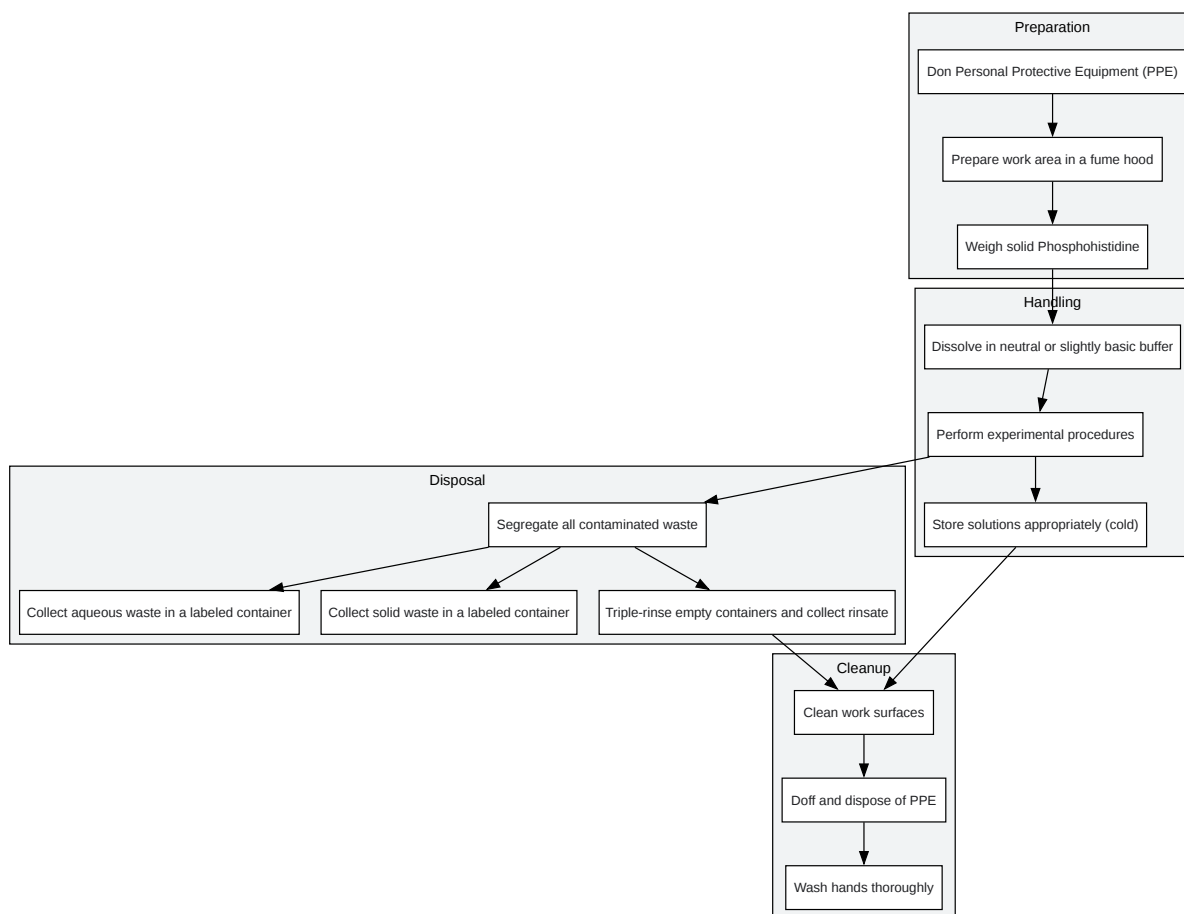 Preparation
Don Personal Protective Equipment (PPE)
Prepare work area in a fume hood
Weigh solid Phosphohistidine
Handling
Dissolve in neutral or slightly basic buffer
Perform experimental procedures
Store solutions appropriately (cold)
Disposal
Segregate all contaminated waste
Collect aqueous waste in a labeled container
Collect solid waste in a labeled container
Triple-rinse empty containers and collect rinsate
Cleanup
Clean work surfaces
Doff and dispose of PPE
Wash hands thoroughly